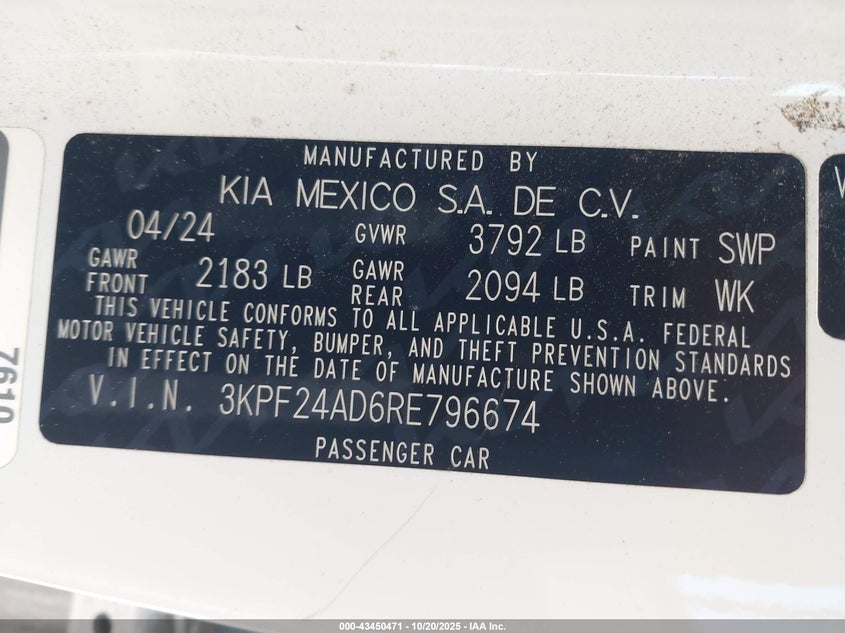 MANUFACTURED BY
KIA MEXICO S.A. DE C.V.
04/24 GVWR 3792 LB PAINT SWP
GAWR FRONT 2183 LB GAWR REAR 2094 LB TRIM WK
THIS VEHICLE CONFORMS TO ALL APPLICABLE U.S.A. FEDERAL
MOTOR VEHICLE SAFETY, BUMPER, AND THEFT PREVENTION STANDARDS
IN EFFECT ON THE DATE OF MANUFACTURE SHOWN ABOVE.
V.I.N. 3KPF24AD6RE796674
PASSENGER CAR
000-43450471 | 10/20/2025 - IAA Inc.